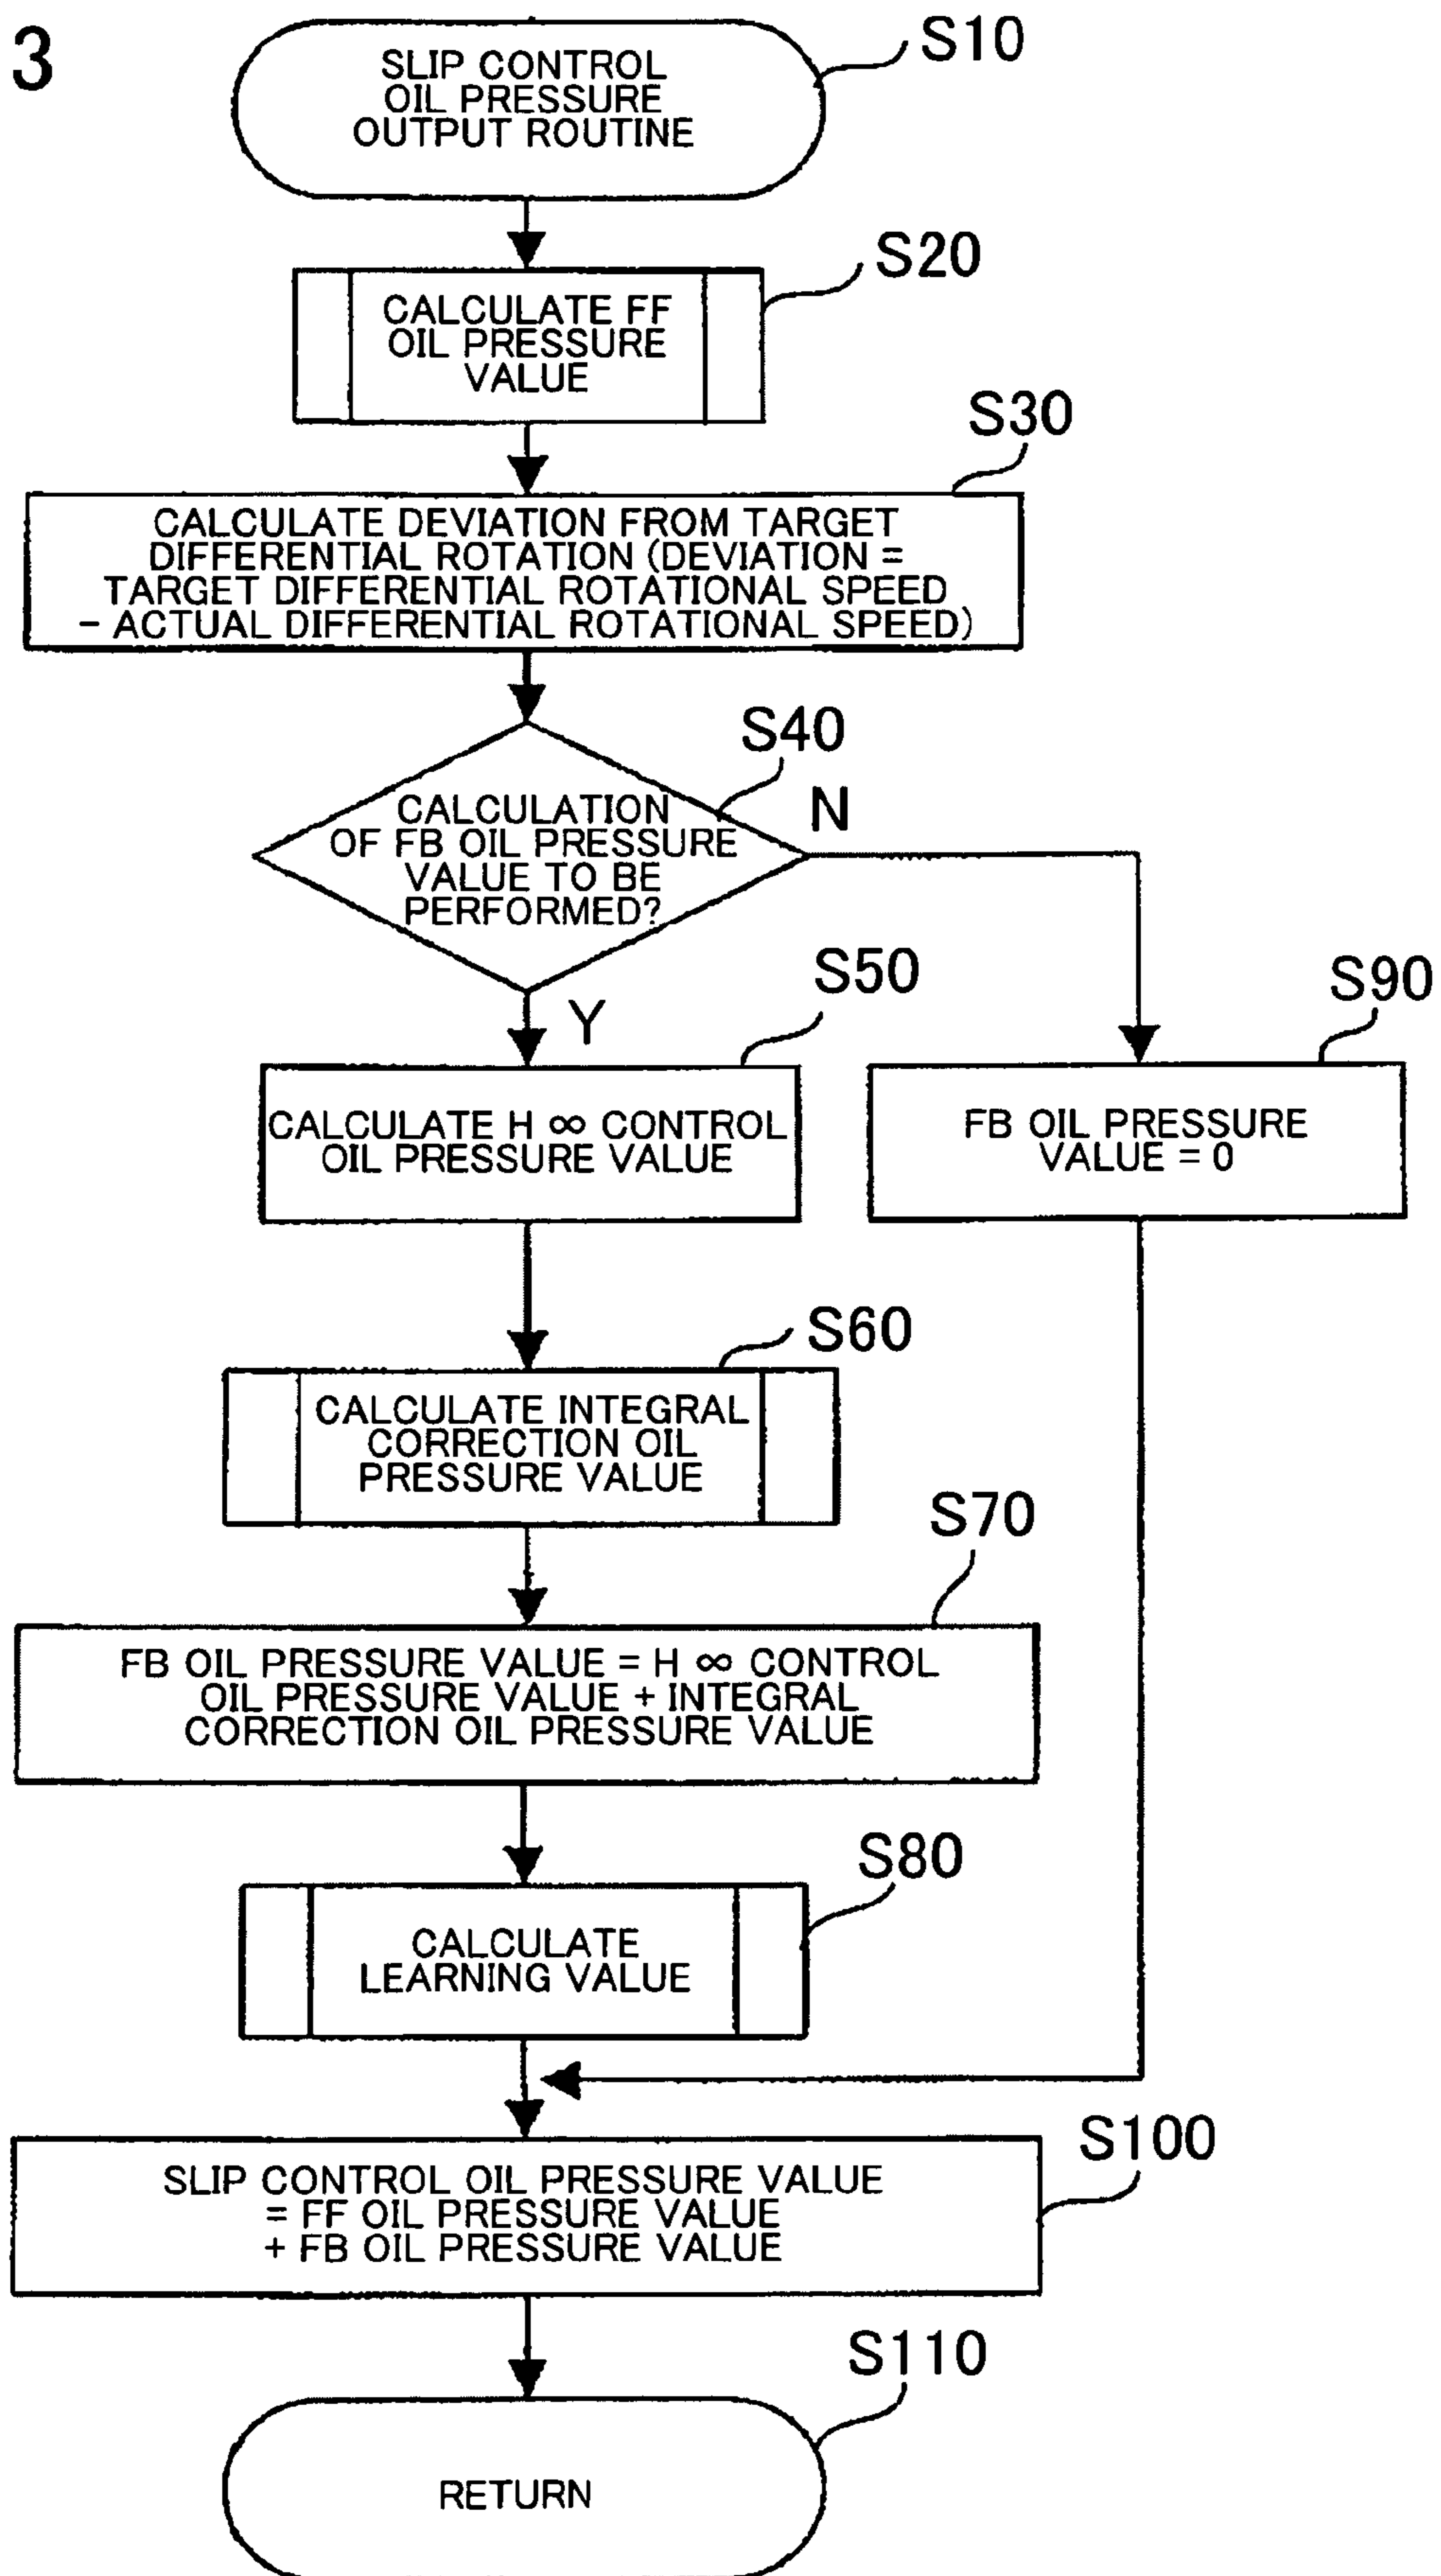 3
SLIP CONTROL
OIL PRESSURE
OUTPUT ROUTINE
S10
CALCULATE FF
OIL PRESSURE
VALUE
S20
S30
CALCULATE DEVIATION FROM TARGET
DIFFERENTIAL ROTATION (DEVIATION =
TARGET DIFFERENTIAL ROTATIONAL SPEED
- ACTUAL DIFFERENTIAL ROTATIONAL SPEED)
S40
CALCULATION
OF FB OIL PRESSURE
VALUE TO BE
PERFORMED?
N
Y
S50
CALCULATE H ∞ CONTROL
OIL PRESSURE VALUE
S90
FB OIL PRESSURE
VALUE = 0
S60
CALCULATE INTEGRAL
CORRECTION OIL
PRESSURE VALUE
S70
FB OIL PRESSURE VALUE = H ∞ CONTROL
OIL PRESSURE VALUE + INTEGRAL
CORRECTION OIL PRESSURE VALUE
S80
CALCULATE
LEARNING VALUE
S100
SLIP CONTROL OIL PRESSURE VALUE
= FF OIL PRESSURE VALUE
+ FB OIL PRESSURE VALUE
S110
RETURN